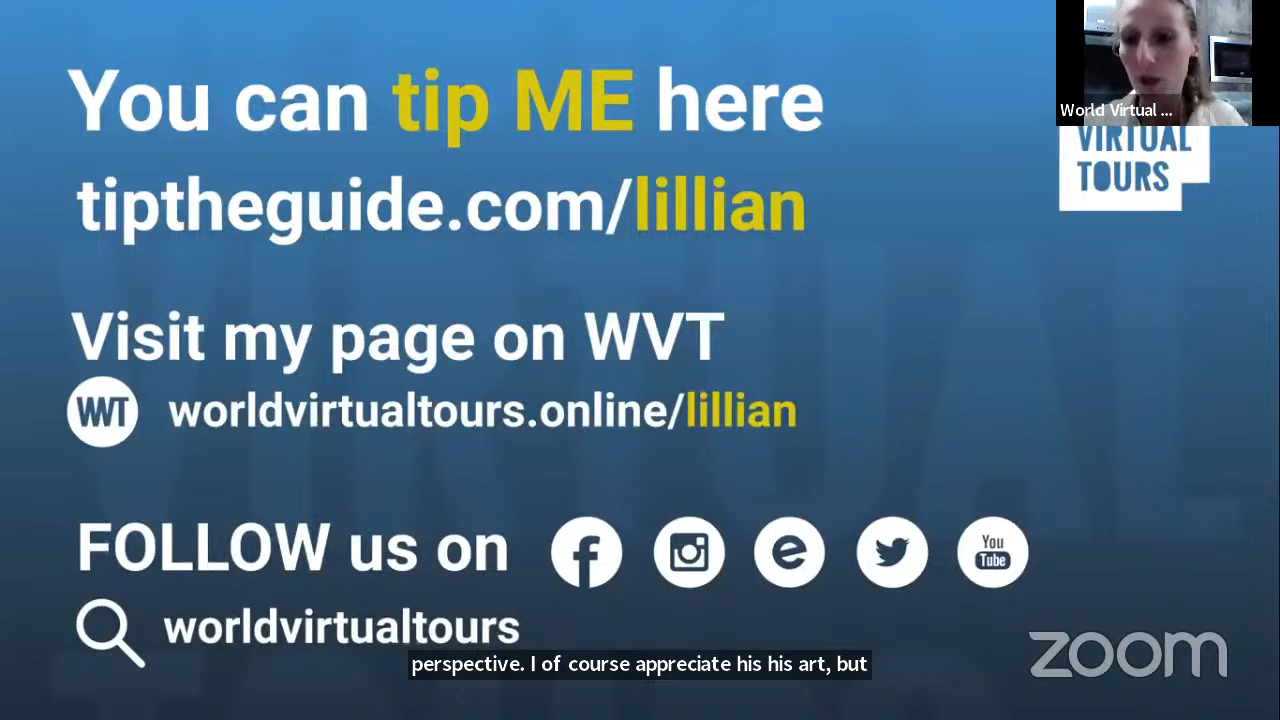 You can tip ME here
tiptheguide.com/lillian
World Virtual ...
VIRTUAL
TOURS
Visit my page on WVT
WVT worldvirtualtours.online/lillian
FOLLOW us on
You
Tube
worldvirtualtours
perspective. I of course appreciate his his art, but
zoom